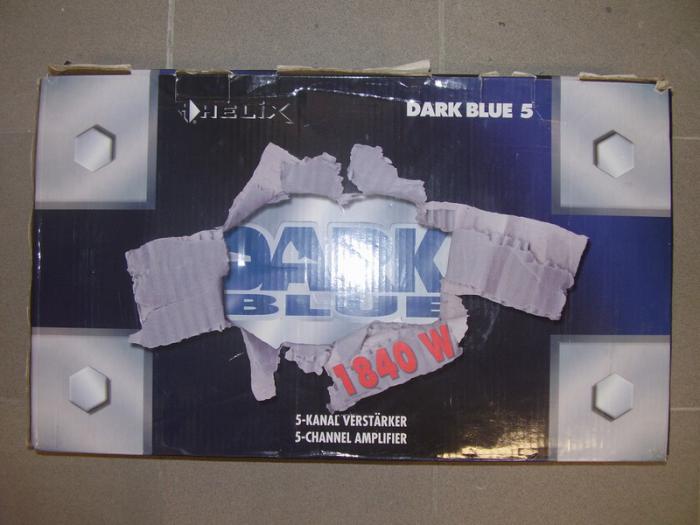 HELIX
DARK BLUE 5
DARK
BLUE
1840 W
5-KANAL VERSTÄRKER
5-CHANNEL AMPLIFIER